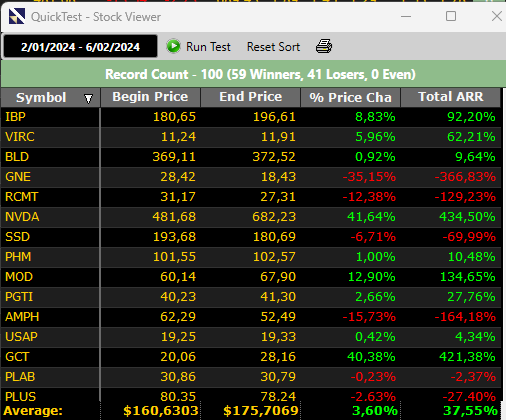 QuickTest - Stock Viewer
2/01/2024 - 6/02/2024 Run Test Reset Sort
Record Count - 100 (59 Winners, 41 Losers, 0 Even)
Symbol Begin Price End Price % Price Cha Total ARR
IBP 180,65 196,61 8,83% 92,20%
VIRC 11,24 11,91 5,96% 62,21%
BLD 369,11 372,52 0,92% 9,64%
GNE 28,42 18,43 -35,15% -366,83%
RCMT 31,17 27,31 -12,38% -129,23%
NVDA 481,68 682,23 41,64% 434,50%
SSD 193,68 180,69 -6,71% -69,99%
PHM 101,55 102,57 1,00% 10,48%
MOD 60,14 67,90 12,90% 134,65%
PGTI 40,23 41,30 2,66% 27,76%
AMPH 62,29 52,49 -15,73% -164,18%
USAP 19,25 19,33 0,42% 4,34%
GCT 20,06 28,16 40,38% 421,38%
PLAB 30,86 30,79 -0,23% -2,37%
PLUS 80,35 78,24 -2,63% -27,40%
Average: $160,6303 $175,7069 3,60% 37,55%